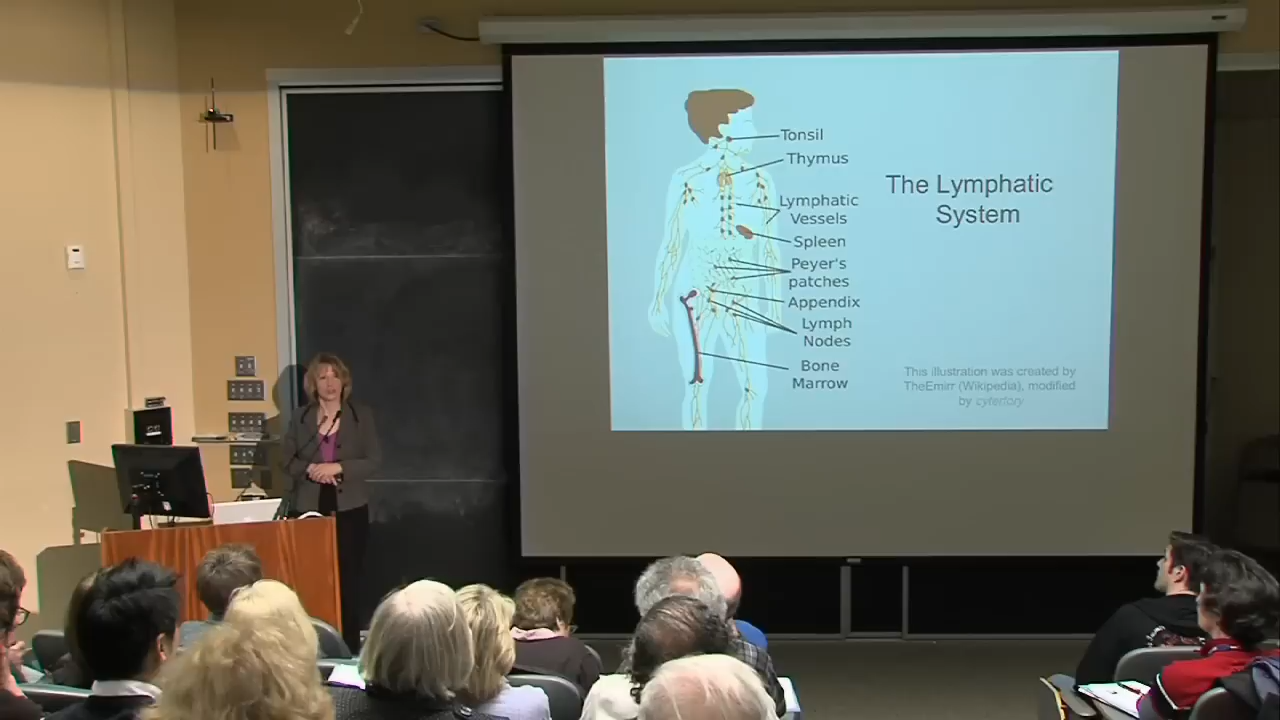 Tonsil
Thymus
Lymphatic
Vessels
Spleen
Peyer's
patches
Appendix
Lymph
Nodes
Bone
Marrow
The Lymphatic
System
This illustration was created by
TheEmirr (Wikipedia), modified
by